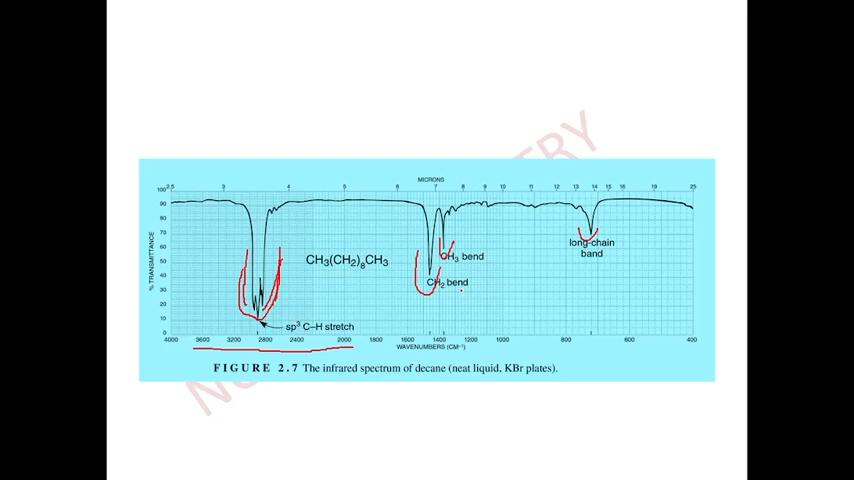 TRY
MICRONS
2.5 3 4 5 6 7 8 9 10 11 12 13 14 15 16 19 25
100
90
80
70
60
50
40
30
20
10
0
% TRANSMITTANCE
CH3(CH2)8CH3
CH3 bend
CH2 bend
long-chain
band
sp3 C–H stretch
4000 3600 3200 2800 2400 2000 1800 1600 1400 1200 1000 800 600 400
WAVENUMBERS (CM⁻¹)
FIGURE 2.7 The infrared spectrum of decane (neat liquid, KBr plates).